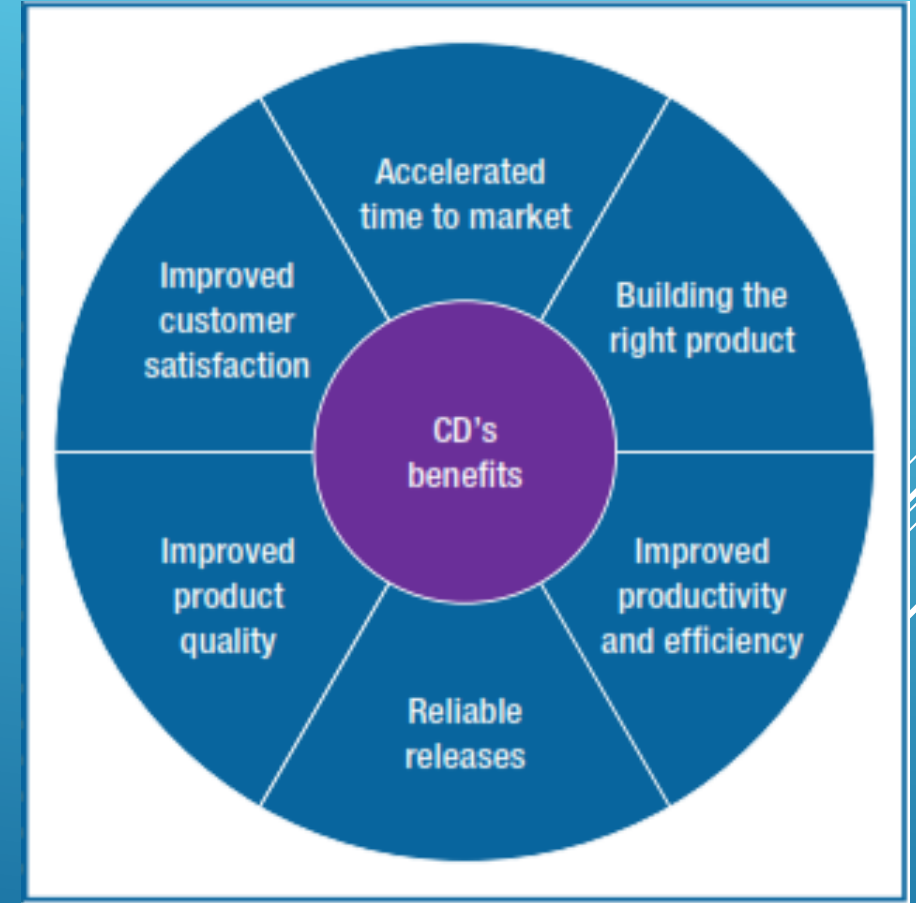 Accelerated
time to market
Building the
right product
Improved
productivity
and efficiency
Reliable
releases
Improved
product
quality
Improved
customer
satisfaction
CD's
benefits